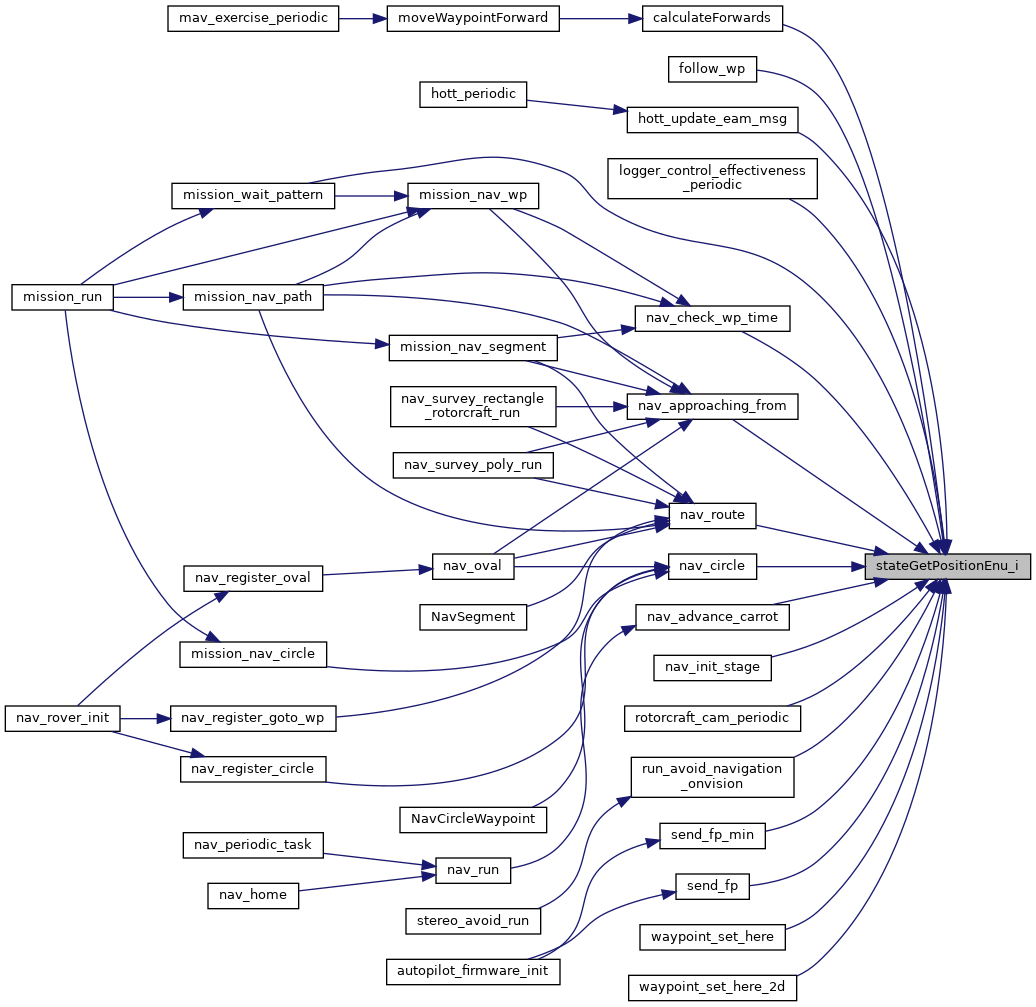 mav_exercise_periodic
moveWaypointForward
calculateForwards
follow_wp
hott_periodic
hott_update_eam_msg
logger_control_effectiveness
_periodic
mission_wait_pattern
mission_nav_wp
mission_run
mission_nav_path
nav_check_wp_time
mission_nav_segment
nav_survey_rectangle
_rotorcraft_run
nav_approaching_from
nav_survey_poly_run
nav_route
nav_register_oval
nav_oval
nav_circle
stateGetPositionEnu_i
NavSegment
nav_advance_carrot
mission_nav_circle
nav_init_stage
nav_rover_init
nav_register_goto_wp
rotorcraft_cam_periodic
nav_register_circle
run_avoid_navigation
_onvision
NavCircleWaypoint
send_fp_min
nav_periodic_task
nav_run
nav_home
send_fp
stereo_avoid_run
waypoint_set_here
autopilot_firmware_init
waypoint_set_here_2d